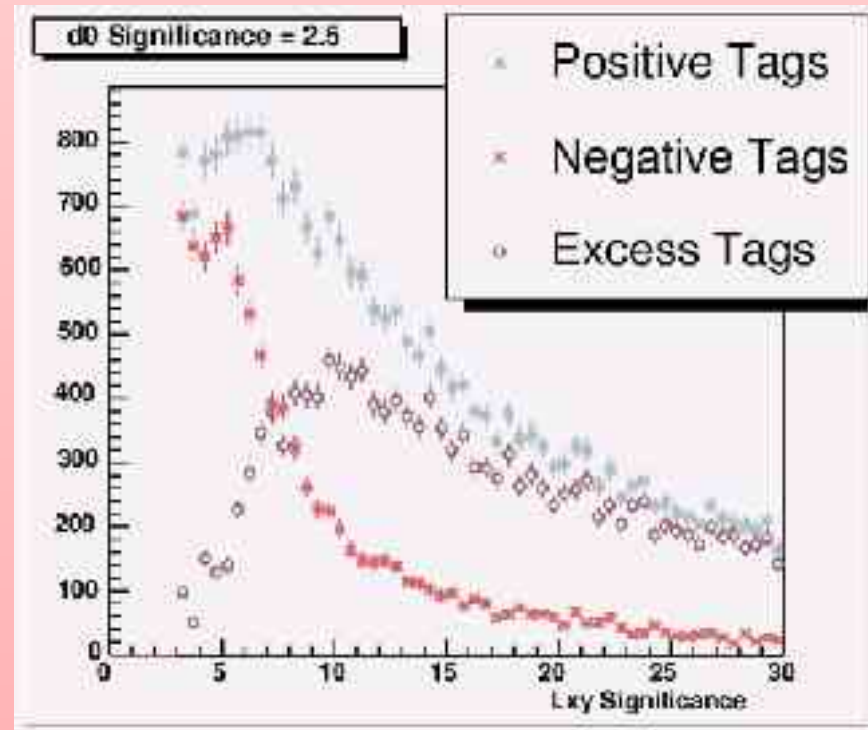 d0 Significance = 2.5
Positive Tags
Negative Tags
Excess Tags
800
700
600
500
400
300
200
100
0
0 5 10 15 20 25 30
Lxy Significance